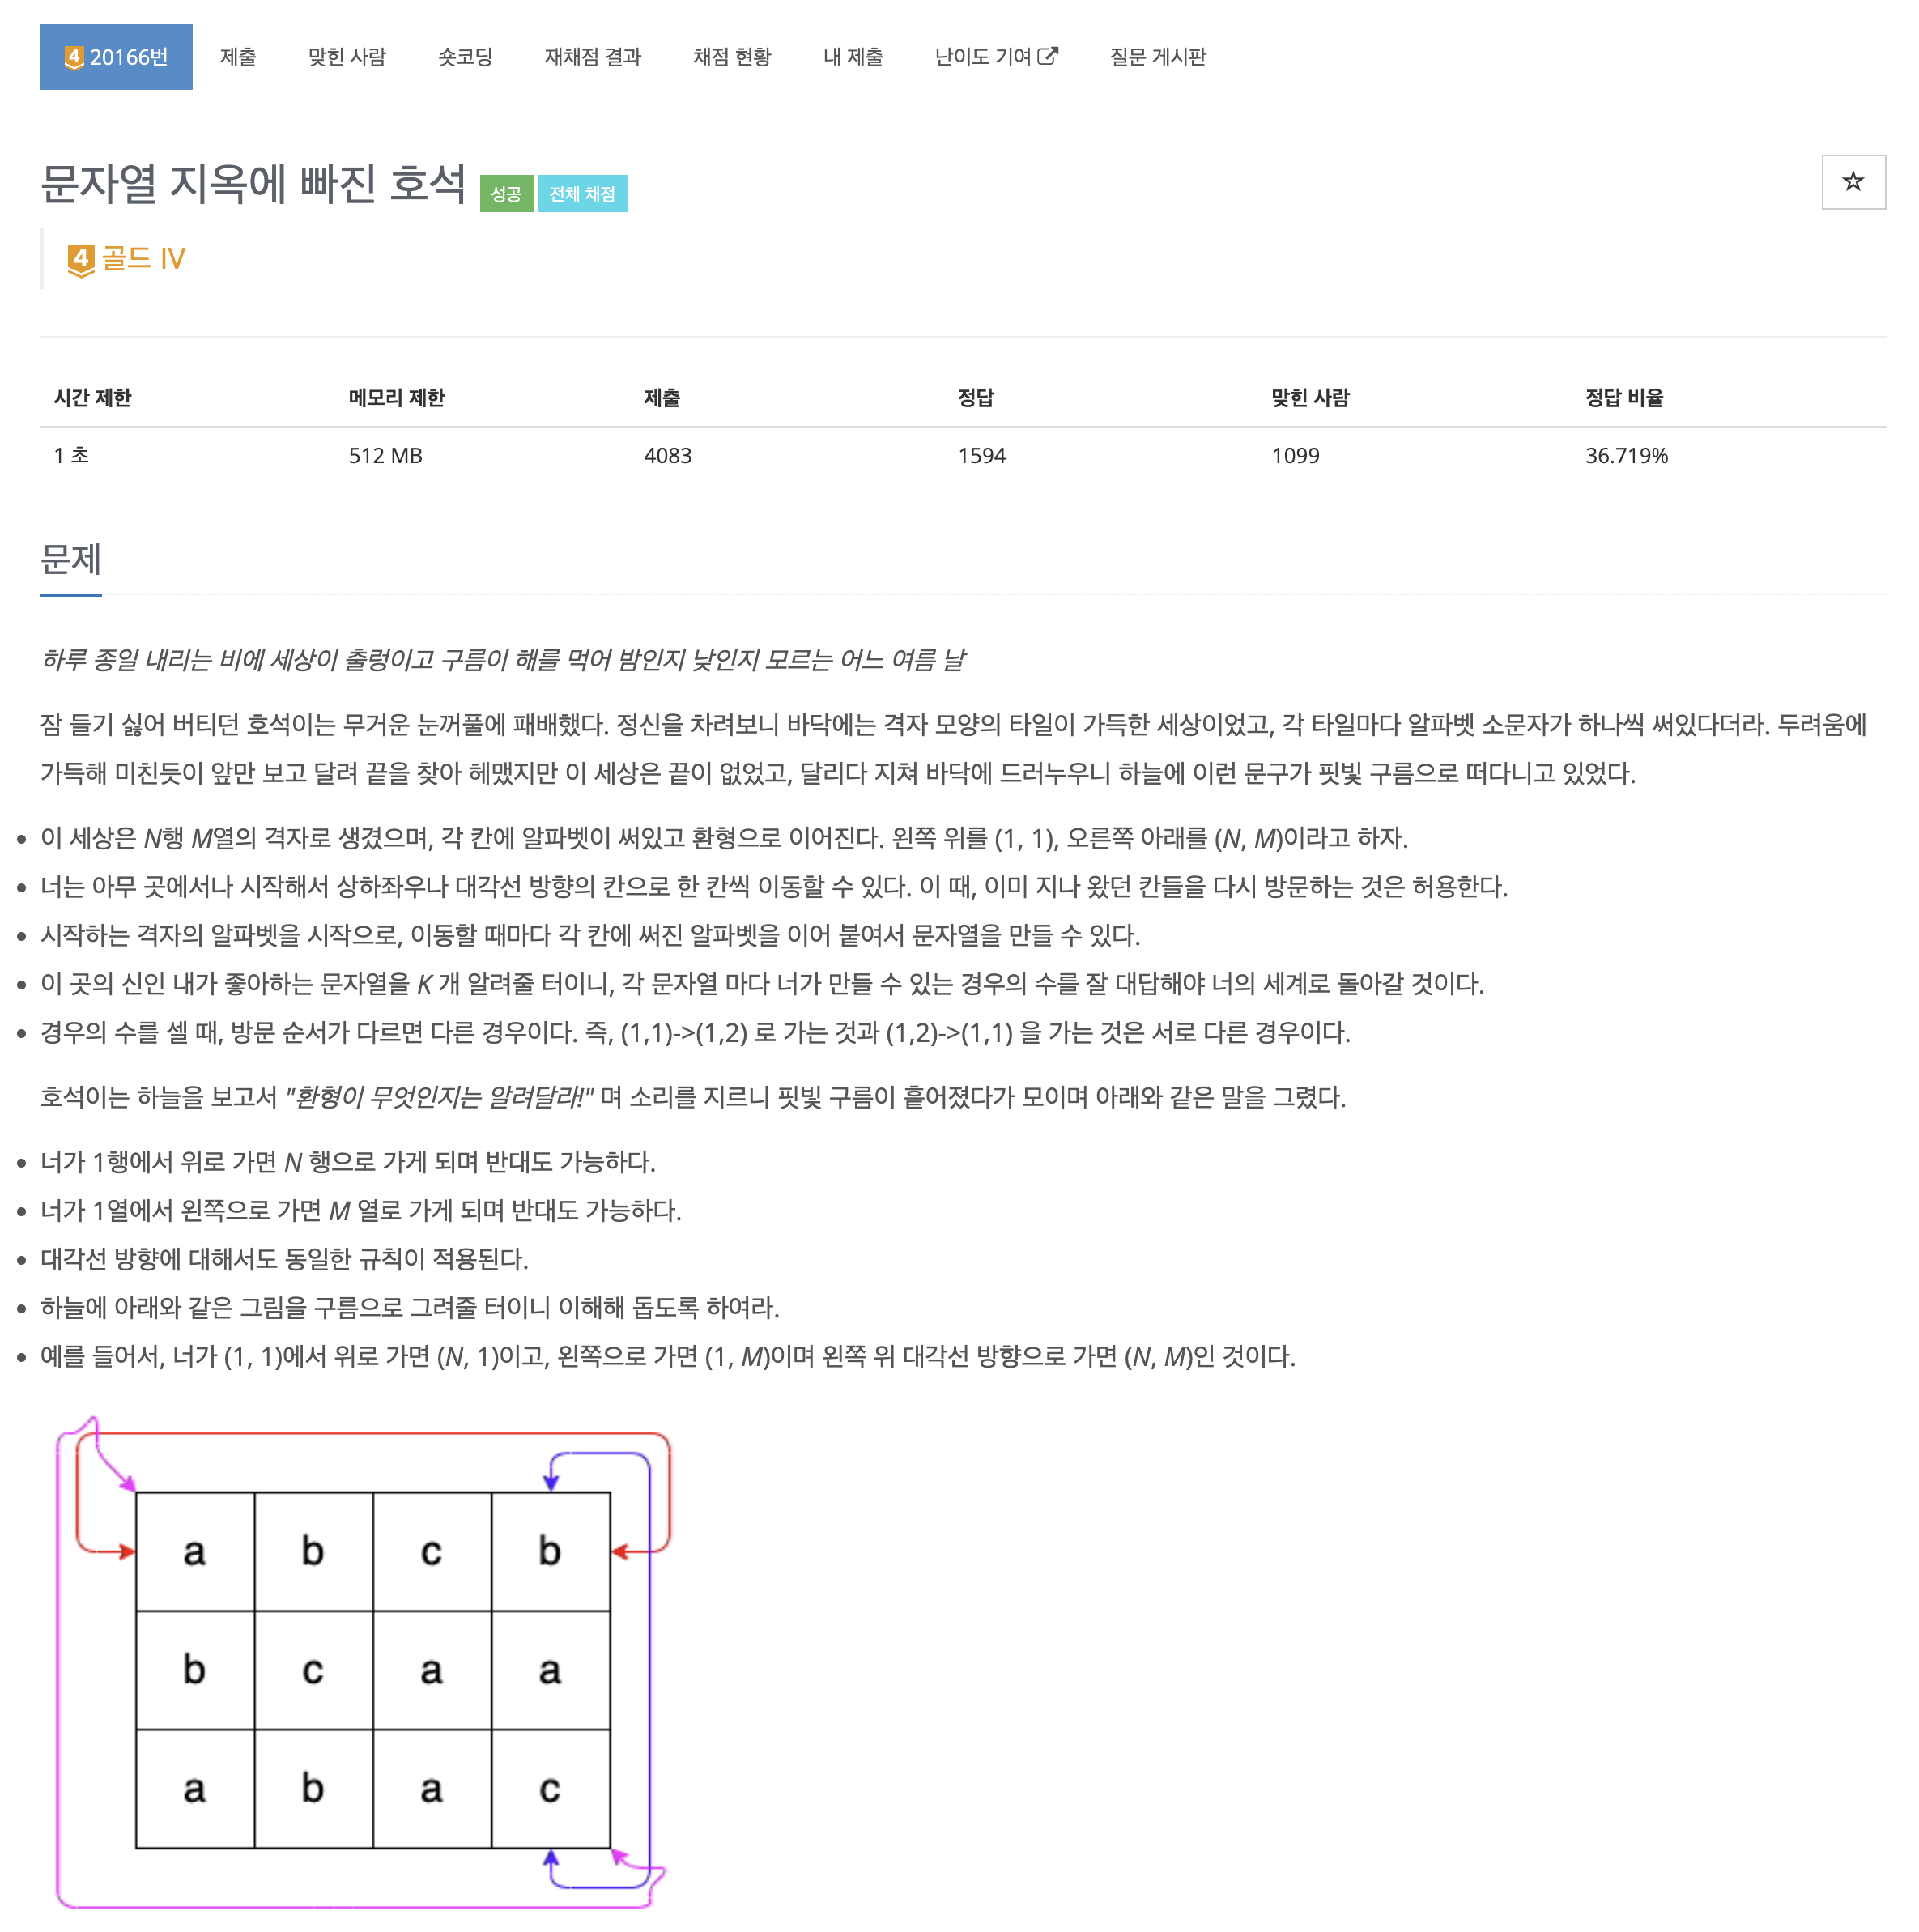 4 20166번 제출 맞힌 사람 숏코딩 재채점 결과 채점 현황 내 제출 난이도 기여 질문 게시판
문자열 지옥에 빠진 호석 성공 전체 채점
4 골드 IV
시간 제한 메모리 제한 제출 정답 맞힌 사람 정답 비율
1 초 512 MB 4083 1594 1099 36.719%
문제
하루 종일 내리는 비에 세상이 출렁이고 구름이 해를 먹어 밤인지 낮인지 모르는 어느 여름 날
잠 들기 싫어 버티던 호석이는 무거운 눈꺼풀에 패배했다. 정신을 차려보니 바닥에는 격자 모양의 타일이 가득한 세상이었고, 각 타일마다 알파벳 소문자가 하나씩 써있다더라. 두려움에
가득해 미친듯이 앞만 보고 달려 끝을 찾아 헤맸지만 이 세상은 끝이 없었고, 달리다 지쳐 바닥에 드러누우니 하늘에 이런 문구가 핏빛 구름으로 떠다니고 있었다.
• 이 세상은 N행 M열의 격자로 생겼으며, 각 칸에 알파벳이 써있고 환형으로 이어진다. 왼쪽 위를 (1, 1), 오른쪽 아래를 (N, M)이라고 하자.
• 너는 아무 곳에서나 시작해서 상하좌우나 대각선 방향의 칸으로 한 칸씩 이동할 수 있다. 이 때, 이미 지나 왔던 칸들을 다시 방문하는 것은 허용한다.
• 시작하는 격자의 알파벳을 시작으로, 이동할 때마다 각 칸에 써진 알파벳을 이어 붙여서 문자열을 만들 수 있다.
• 이 곳의 신인 내가 좋아하는 문자열을 K 개 알려줄 터이니, 각 문자열 마다 너가 만들 수 있는 경우의 수를 잘 대답해야 너의 세계로 돌아갈 것이다.
• 경우의 수를 셀 때, 방문 순서가 다르면 다른 경우이다. 즉, (1,1)->(1,2) 로 가는 것과 (1,2)->(1,1) 을 가는 것은 서로 다른 경우이다.
호석이는 하늘을 보고서 "환형이 무엇인지는 알려달라!" 며 소리를 지르니 핏빛 구름이 흩어졌다가 모이며 아래와 같은 말을 그렸다.
• 너가 1행에서 위로 가면 N 행으로 가게 되며 반대도 가능하다.
• 너가 1열에서 왼쪽으로 가면 M 열로 가게 되며 반대도 가능하다.
• 대각선 방향에 대해서도 동일한 규칙이 적용된다.
• 하늘에 아래와 같은 그림을 구름으로 그려줄 터이니 이해해 돕도록 하여라.
• 예를 들어서, 너가 (1, 1)에서 위로 가면 (N, 1)이고, 왼쪽으로 가면 (1, M)이며 왼쪽 위 대각선 방향으로 가면 (N, M)인 것이다.
a b c b
b c a a
a b a c